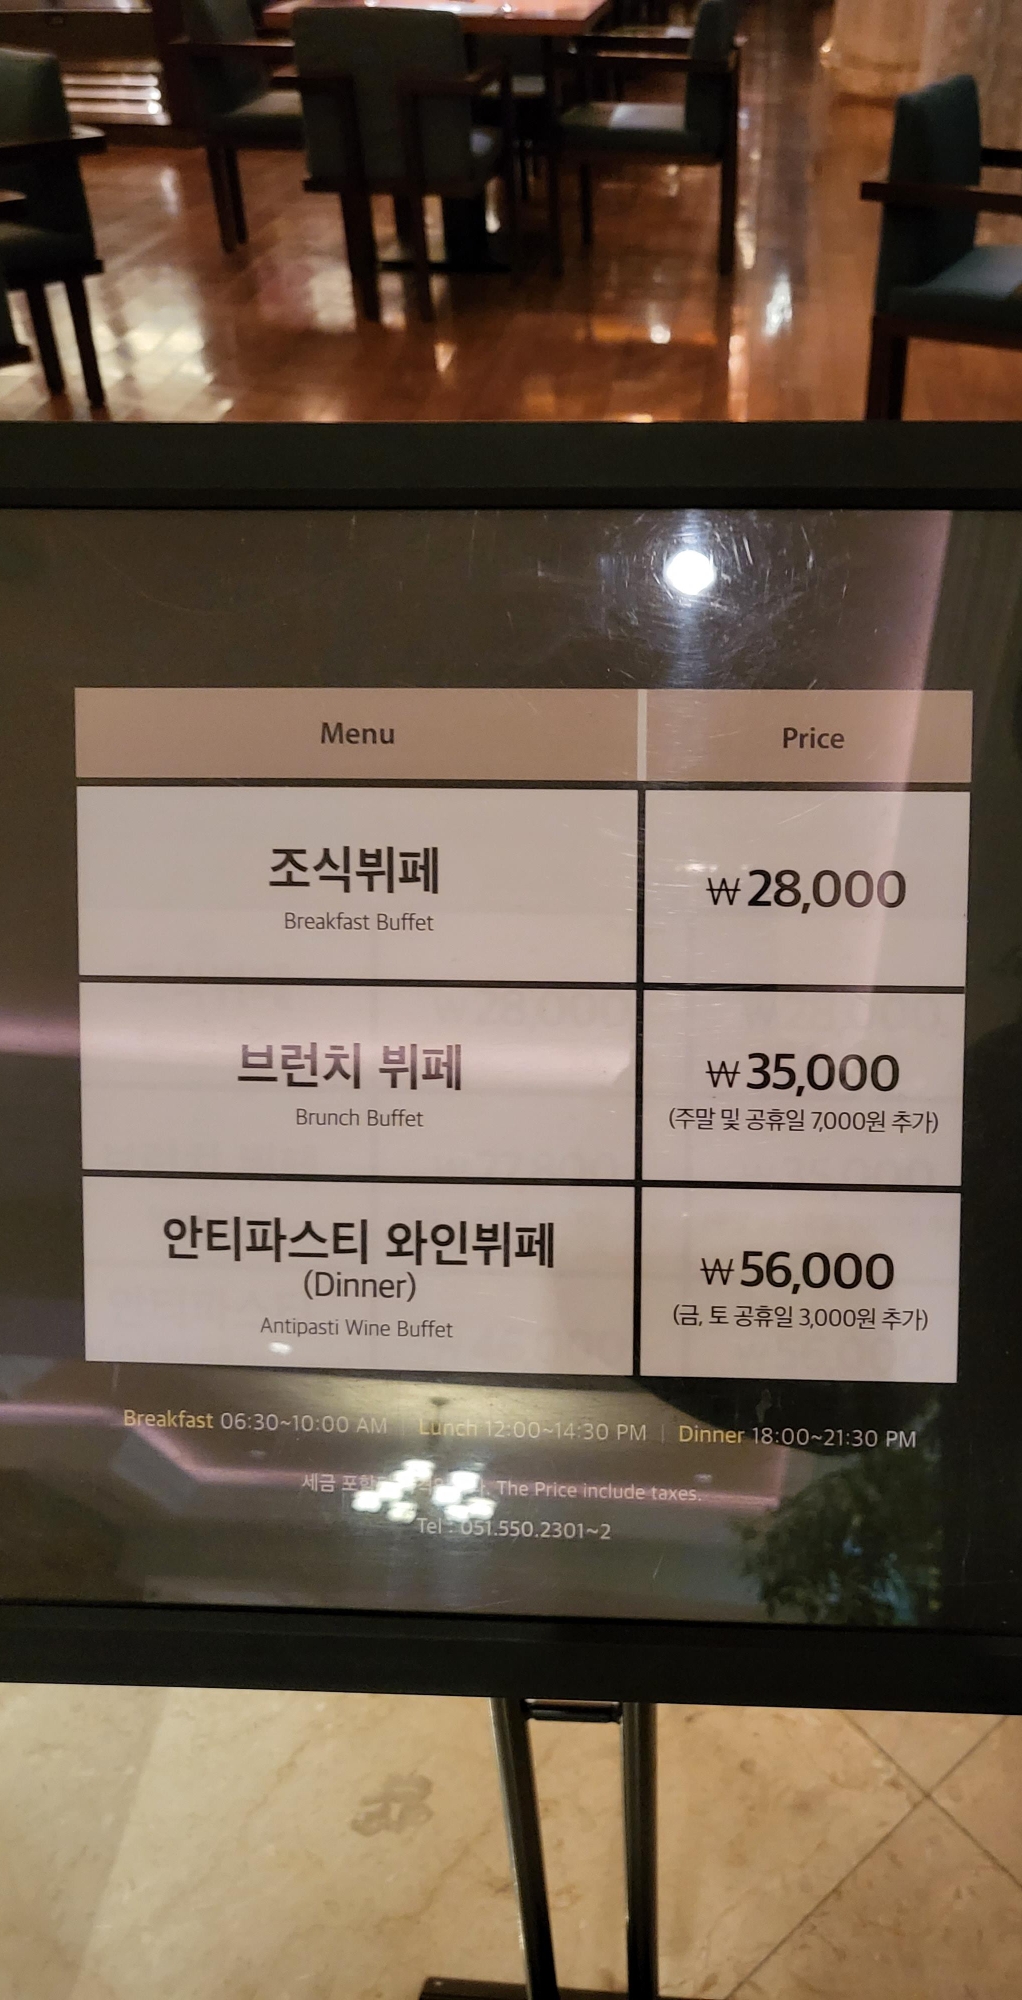 Menu
Price
조식뷔페
Breakfast Buffet
₩28,000
브런치 뷔페
Brunch Buffet
₩35,000
(주말 및 공휴일 7,000원 추가)
안티파스티 와인뷔페
(Dinner)
Antipasti Wine Buffet
₩56,000
(금, 토 공휴일 3,000원 추가)
Breakfast 06:30~10:00 AM | Lunch 12:00~14:30 PM | Dinner 18:00~21:30 PM
세금 The Price include taxes.
Tel : 051.550.2301~2